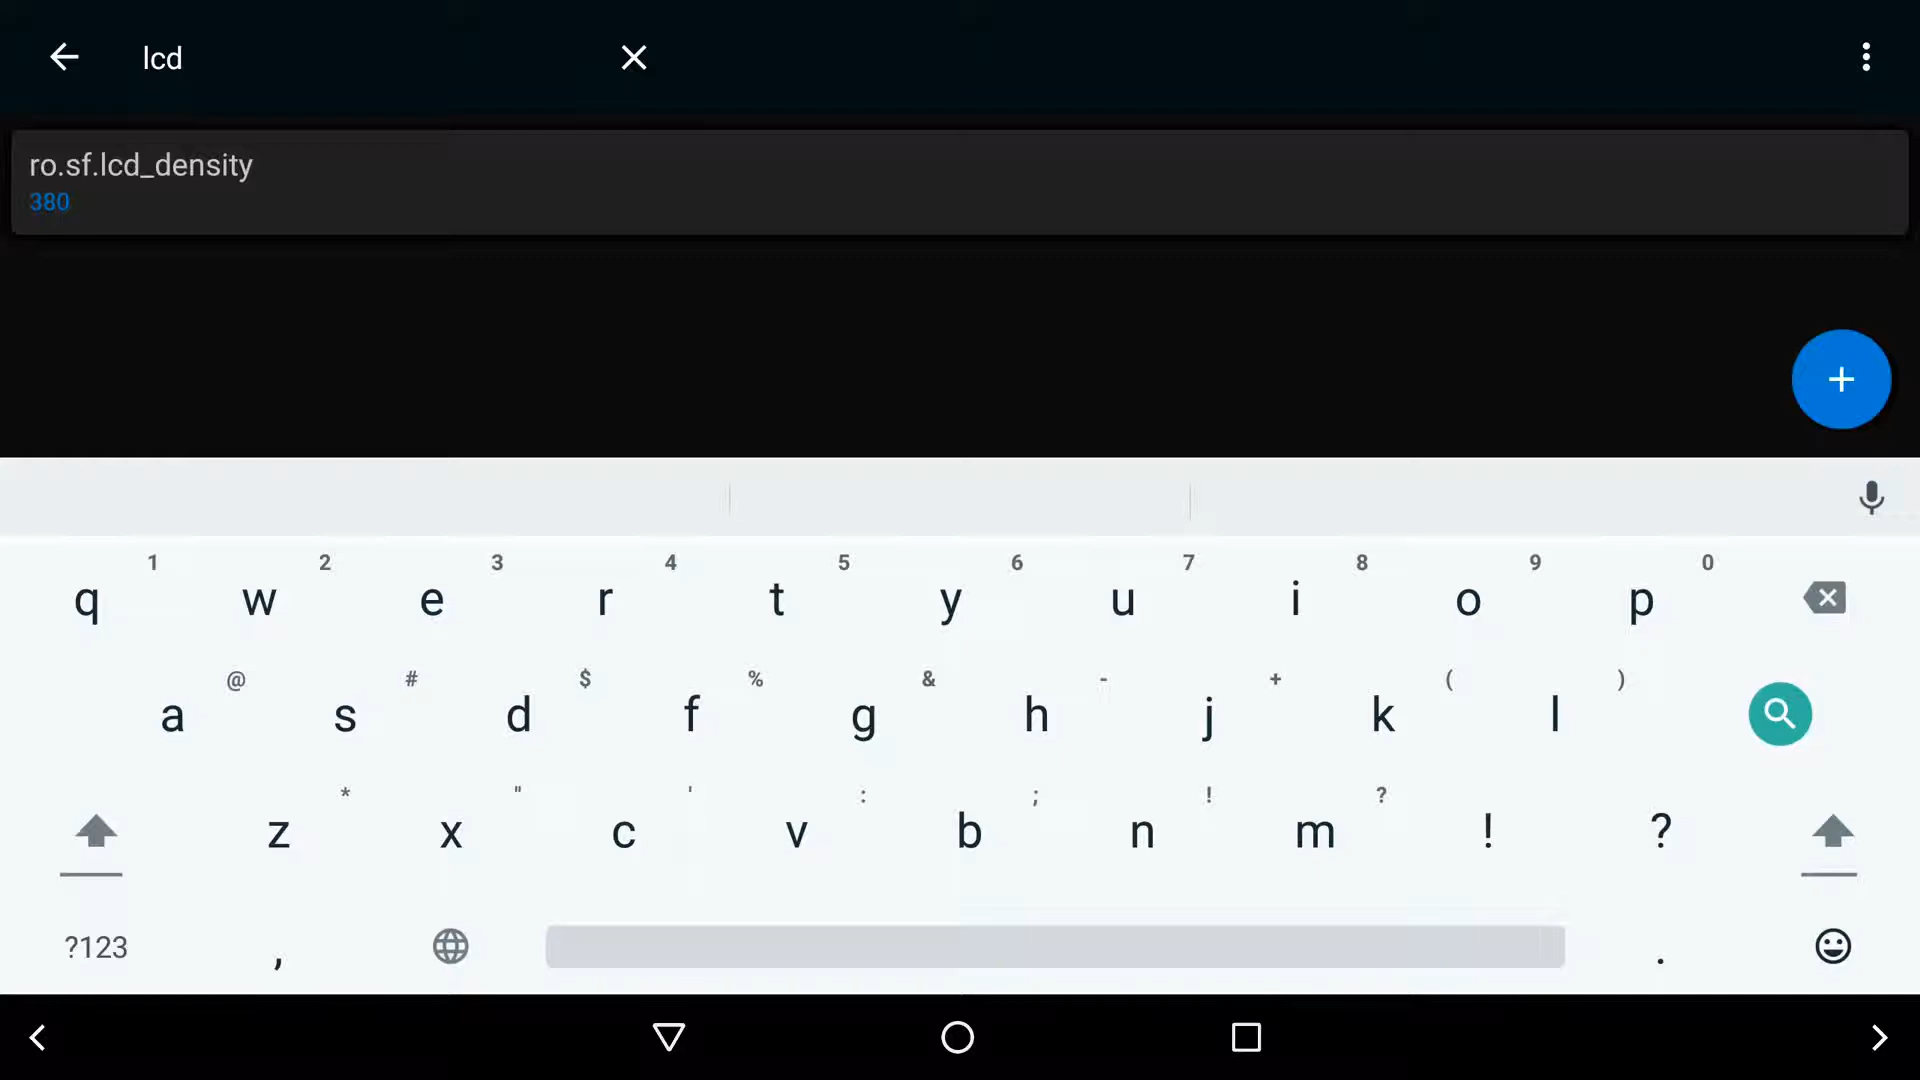 lcd
ro.sf.lcd_density
380
1 2 3 4 5 6 7 8 9 0
q w e r t y u i o p
@ # $ % & - + ( )
a s d f g h j k l
* " ' : ; ! ?
z x c v b n m ! ?
?123 , .